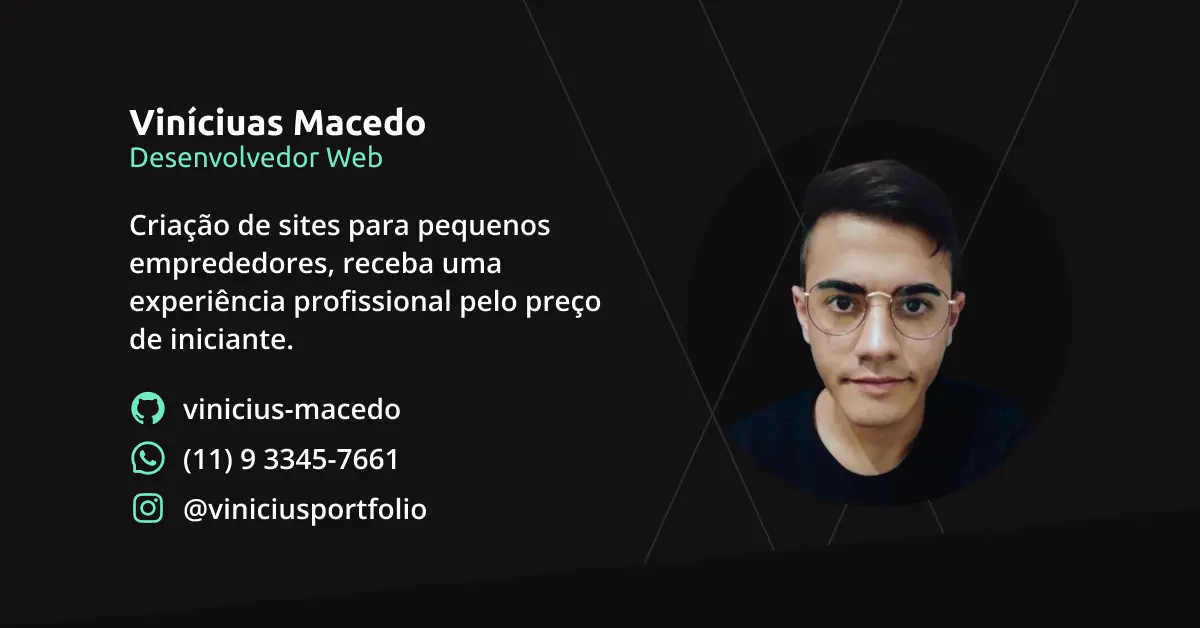 Viníciuas Macedo
Desenvolvedor Web
Criação de sites para pequenos
emprededores, receba uma
experiência profissional pelo preço
de iniciante.
vinicius-macedo
(11) 9 3345-7661
@viniciusportfolio